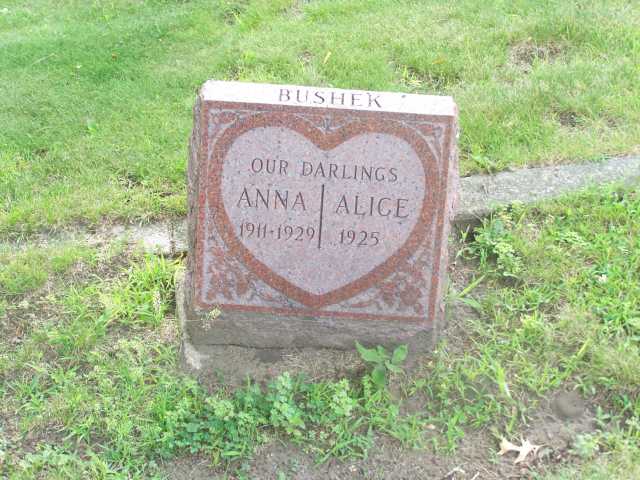 BUSHEK
OUR DARLINGS
ANNA ALICE
1911-1929 1925